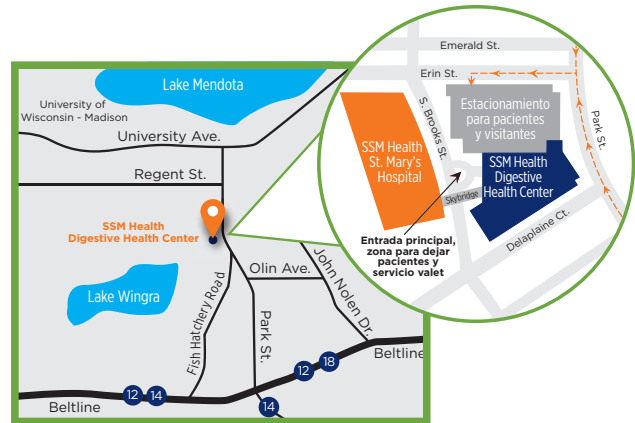 Lake Mendota
University of
Wisconsin - Madison
University Ave.
Regent St.
SSM Health
Digestive Health Center
Lake Wingra
Fish Hatchery Road
Park St.
Olin Ave.
John Nolen Dr.
Beltline
12
18
12
14
14
Beltline
Emerald St.
Erin St.
S. Brooks St.
Park St.
Estacionamiento
para pacientes
y visitantes
SSM Health
St. Mary's
Hospital
SSM Health
Digestive
Health Center
Skybridge
Delaplaine Ct.
Entrada principal,
zona para dejar
pacientes y
servicio valet